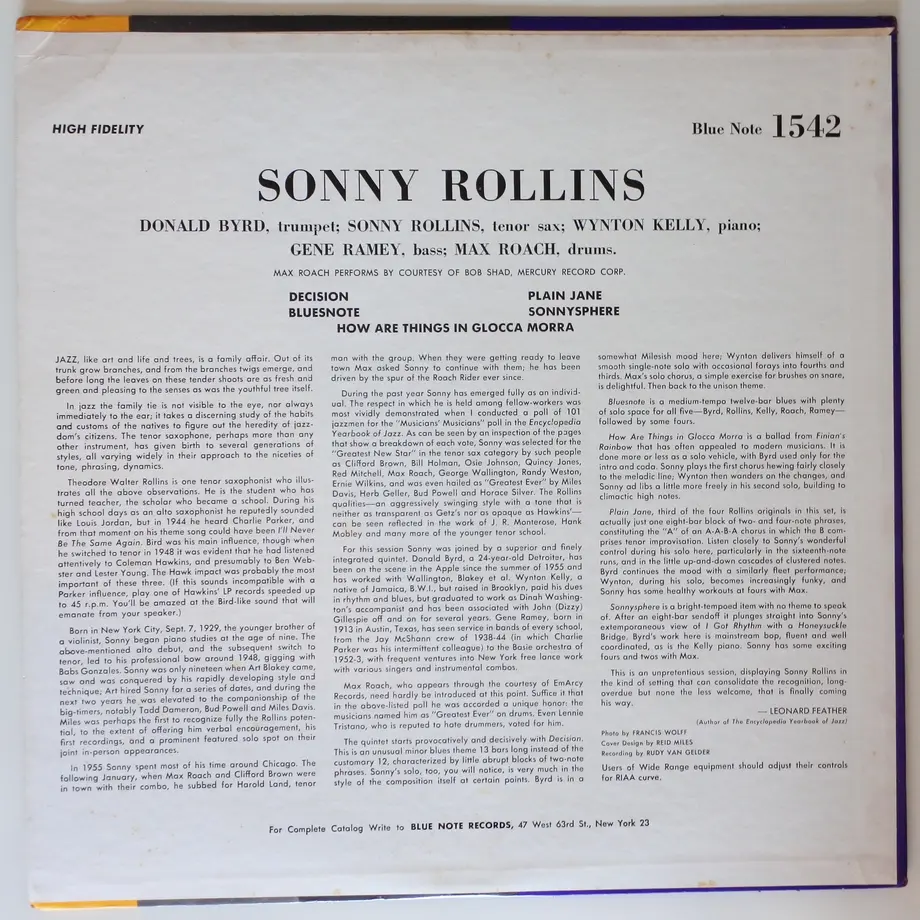 HIGH FIDELITY
Blue Note 1542
SONNY ROLLINS
DONALD BYRD, trumpet; SONNY ROLLINS, tenor sax; WYNTON KELLY, piano;
GENE RAMEY, bass; MAX ROACH, drums.
MAX ROACH PERFORMS BY COURTESY OF BOB SHAD, MERCURY RECORD CORP.
DECISION
BLUESNOTE
PLAIN JANE
SONNYSPHERE
HOW ARE THINGS IN GLOCCA MORRA
JAZZ, like art and life and trees, is a family affair. Out of its
trunk grow branches, and from the branches twigs emerge, and
before long the leaves on these tender shoots are as fresh and
green and pleasing to the senses as was the youthful tree itself.
In jazz the family tie is not visible to the eye, nor always
immediately to the ear; it takes a discerning study of the habits
and customs of the natives to figure out the heredity of jazz-
dom's citizens. The tenor saxophone, perhaps more than any
other instrument, has given birth to several generations of
styles, all varying widely in their approach to the niceties of
tone, phrasing, dynamics.
Theodore Walter Rollins is one tenor saxophonist who illus-
trates all the above observations. He is the student who has
turned teacher, the scholar who became a school. During his
high school days as an alto saxophonist he reputedly sounded
like Louis Jordan, but in 1944 he heard Charlie Parker, and
from that moment on his theme song could have been I'll Never
Be The Same Again. Bird was his main influence, though when
he switched to tenor in 1948 it was evident that he had listened
attentively to Coleman Hawkins, and presumably to Ben Web-
ster and Lester Young. The Hawk impact was probably the most
important of these three. (If this sounds incompatible with a
Parker influence, play one of Hawkins' LP records speeded up
to 45 r.p.m. You'll be amazed at the Bird-like sound that will
emanate from your speaker.)
Born in New York City, Sept. 7, 1929, the younger brother of
a violinist, Sonny began piano studies at the age of nine. The
above-mentioned alto debut, and the subsequent switch to
tenor, led to his professional bow around 1948, gigging with
Babs Gonzales. Sonny was only nineteen when Art Blakey came,
saw and was conquered by his rapidly developing style and
technique; Art hired Sonny for a series of dates, and during the
next two years he was elevated to the companionship of the
big-timers, notably Tadd Dameron, Bud Powell and Miles Davis.
Miles was perhaps the first to recognize fully the Rollins poten-
tial, to the extent of offering him verbal encouragement, his
first recordings, and a prominent featured solo spot on their
joint in-person appearances.
In 1955 Sonny spent most of his time around Chicago. The
following January, when Max Roach and Clifford Brown were
in town with their combo, he subbed for Harold Land, tenor
man with the group. When they were getting ready to leave
town Max asked Sonny to continue with them; he has been
driven by the spur of the Roach Rider ever since.
During the past year Sonny has emerged fully as an individ-
ual. The respect in which he is held among fellow-workers was
most vividly demonstrated when I conducted a poll of 101
jazzmen for the "Musicians' Musicians" poll in the Encyclopedia
Yearbook of Jazz. As can be seen by an inspection of the pages
that show a breakdown of each vote, Sonny was selected for the
"Greatest New Star" in the tenor sax category by such people
as Clifford Brown, Bill Holman, Osie Johnson, Quincy Jones,
Red Mitchell, Max Roach, George Wallington, Randy Weston,
Ernie Wilkins, and was even hailed as "Greatest Ever" by Miles
Davis, Herb Geller, Bud Powell and Horace Silver. The Rollins
qualities—an aggressively swinging style with a tone that is
neither as transparent as Getz's nor as opaque as Hawkins'—
can be seen reflected in the work of J. R. Monterose, Hank
Mobley and many more of the younger tenor school.
For this session Sonny was joined by a superior and finely
integrated quintet. Donald Byrd, a 24-year-old Detroiter, has
been on the scene in the Apple since the summer of 1955 and
has worked with Wallington, Blakey et al. Wynton Kelly, a
native of Jamaica, B.W.I., but raised in Brooklyn, paid his dues
in rhythm and blues, but graduated to work as Dinah Washing-
ton's accompanist and has been associated with John (Dizzy)
Gillespie off and on for several years. Gene Ramey, born in
1913 in Austin, Texas, has seen service in bands of every school,
from the Jay McShann crew of 1938-44 (in which Charlie
Parker was his intermittent colleague) to the Basie orchestra of
1952-3, with frequent ventures into New York free lance work
with various singers and instrumental combos.
Max Roach, who appears through the courtesy of EmArcy
Records, need hardly be introduced at this point. Suffice it that
in the above-listed poll he was accorded a unique honor: the
musicians named him as "Greatest Ever" on drums. Even Lennie
Tristano, who is reputed to hate drummers, voted for him.
The quintet starts provocatively and decisively with Decision.
This is an unusual minor blues theme 13 bars long instead of the
customary 12, characterized by little abrupt blocks of two-note
phrases. Sonny's solo, too, you will notice, is very much in the
style of the composition itself at certain points. Byrd is in a
somewhat Milesish mood here; Wynton delivers himself of a
smooth single-note solo with occasional forays into fourths and
thirds. Max's solo chorus, a simple exercise for brushes on snare,
is delightful. Then back to the unison theme.
Bluesnote is a medium-tempo twelve-bar blues with plenty
of solo space for all five—Byrd, Rollins, Kelly, Roach, Ramey—
followed by some fours.
How Are Things in Glocca Morra is a ballad from Finian's
Rainbow that has often appealed to modern musicians. It is
done more or less as a solo vehicle, with Byrd used only for the
intro and coda. Sonny plays the first chorus hewing fairly closely
to the melodic line; Wynton then wanders on the changes, and
Sonny ad libs a little more freely in his second solo, building to
climactic high notes.
Plain Jane, third of the four Rollins originals in this set, is
actually just one eight-bar block of two- and four-note phrases,
constituting the "A" of an A-A-B-A chorus in which the B com-
prises tenor improvisation. Listen closely to Sonny's wonderful
control during his solo here, particularly in the sixteenth-note
runs, and in the little up-and-down cascades of clustered notes.
Byrd continues the mood with a similarly fleet performance;
Wynton, during his solo, becomes increasingly funky, and
Sonny has some healthy workouts at fours with Max.
Sonnysphere is a bright-tempoed item with no theme to speak
of. After an eight-bar sendoff it plunges straight into Sonny's
extemporaneous view of I Got Rhythm with a Honeysuckle
Bridge. Byrd's work here is mainstream bop, fluent and well
coordinated, as is the Kelly piano. Sonny has some exciting
fours and twos with Max.
This is an unpretentious session, displaying Sonny Rollins in
the kind of setting that can consolidate the recognition, long-
overdue but none the less welcome, that is finally coming
his way.
— LEONARD FEATHER
(Author of The Encyclopedia Yearbook of Jazz)
Photo by FRANCIS WOLFF
Cover Design by REID MILES
Recording by RUDY VAN GELDER
Users of Wide Range equipment should adjust their controls
for RIAA curve.
For Complete Catalog Write to BLUE NOTE RECORDS, 47 West 63rd St., New York 23